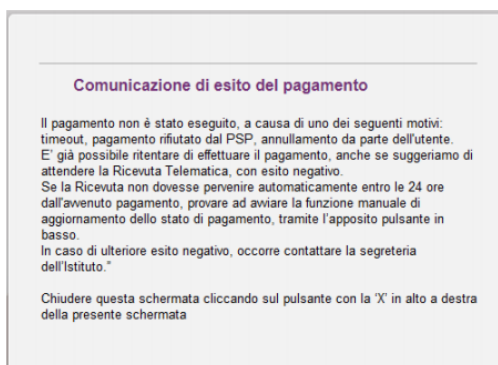 Comunicazione di esito del pagamento
Il pagamento non è stato eseguito, a causa di uno dei seguenti motivi:
timeout, pagamento rifiutato dal PSP, annullamento da parte dell'utente.
E' già possibile ritentare di effettuare il pagamento, anche se suggeriamo di
attendere la Ricevuta Telematica, con esito negativo.
Se la Ricevuta non dovesse pervenire automaticamente entro le 24 ore
dall'avvenuto pagamento, provare ad avviare la funzione manuale di
aggiornamento dello stato di pagamento, tramite l'apposito pulsante in
basso.
In caso di ulteriore esito negativo, occorre contattare la segreteria
dell'Istituto."
Chiudere questa schermata cliccando sul pulsante con la 'X' in alto a destra
della presente schermata